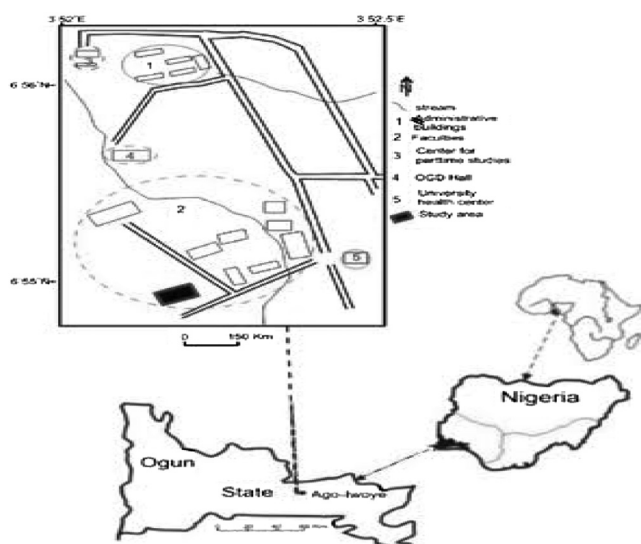 3 52'E
3 52.5'E
6 56'N
6 55'N
1
4
2
5
stream
1 Administrative
buildings
2 Faculties
3 Center for
parttime studies
4 OGD Hall
5 University
health center
Study area
0 150 Km
Nigeria
Ogun
State
Ago-Iwoye